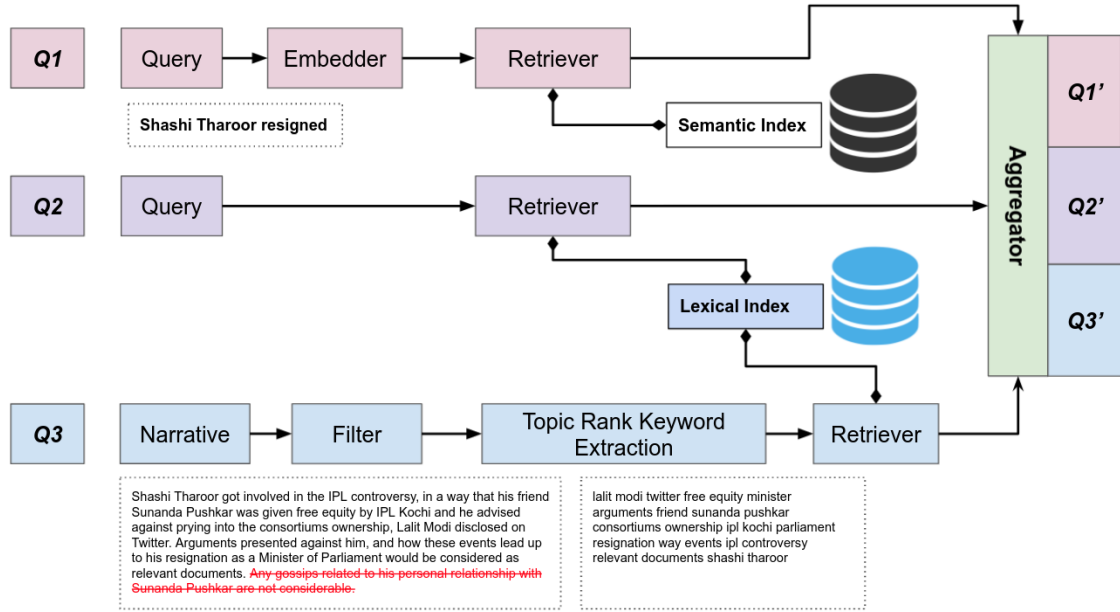 Q1
Query
Embedder
Retriever
Shashi Tharoor resigned
Semantic Index
Q2
Query
Retriever
Lexical Index
Aggregator
Q1’
Q2’
Q3’
Q3
Narrative
Filter
Topic Rank Keyword
Extraction
Retriever
Shashi Tharoor got involved in the IPL controversy, in a way that his friend
Sunanda Pushkar was given free equity by IPL Kochi and he advised
against prying into the consortiums ownership, Lalit Modi disclosed on
Twitter. Arguments presented against him, and how these events lead up
to his resignation as a Minister of Parliament would be considered as
relevant documents. Any gossips related to his personal relationship with
Sunanda Pushkar are not considerable.
lalit modi twitter free equity minister
arguments friend sunanda pushkar
consortiums ownership ipl kochi parliament
resignation way events ipl controversy
relevant documents shashi tharoor